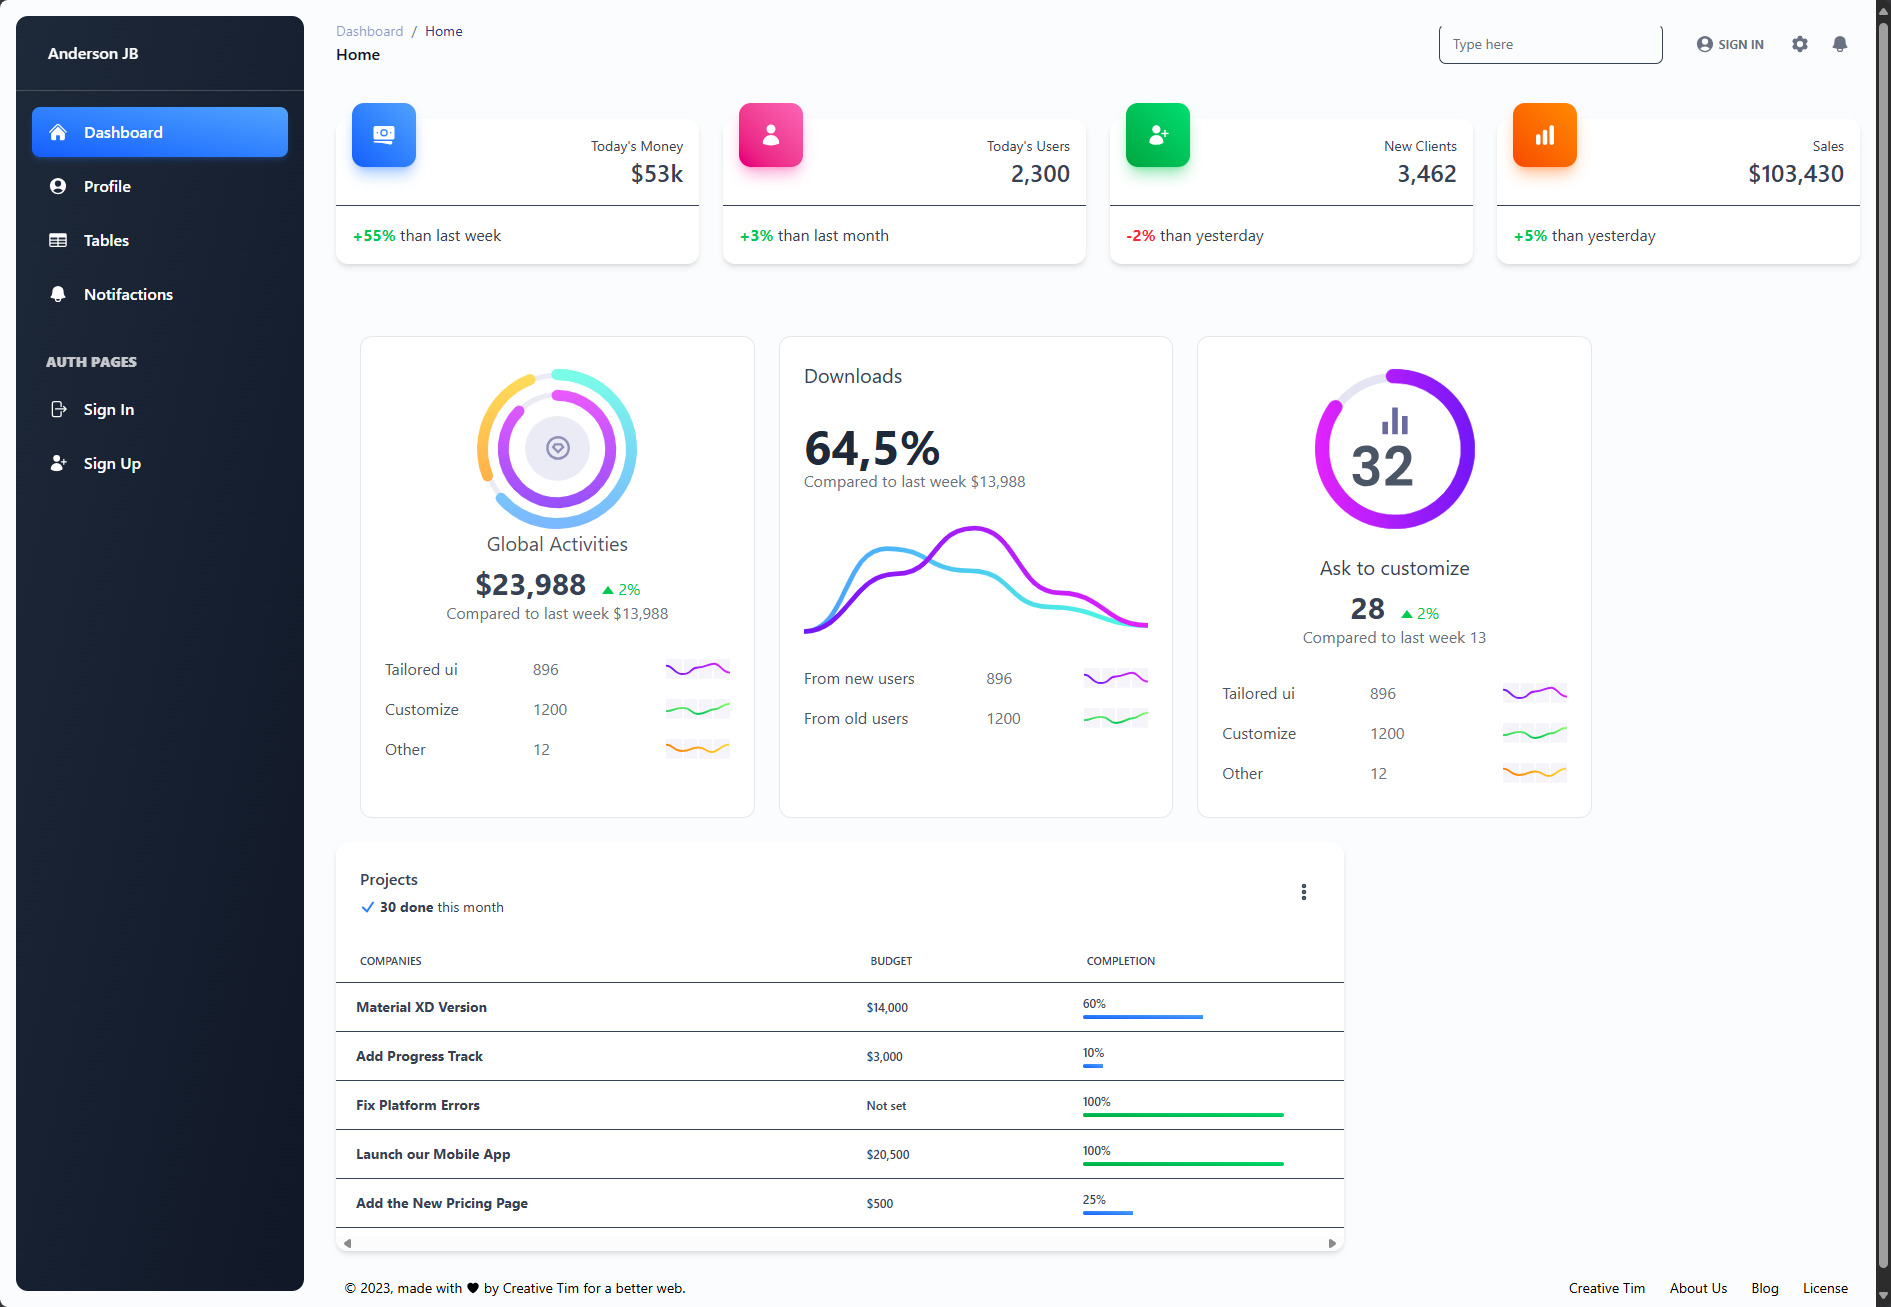 Anderson JB
Dashboard
Profile
Tables
Notifactions
AUTH PAGES
Sign In
Sign Up
Dashboard / Home
Home
Type here
SIGN IN
Today's Money
$53k
+55% than last week
Today's Users
2,300
+3% than last month
New Clients
3,462
-2% than yesterday
Sales
$103,430
+5% than yesterday
Global Activities
$23,988 2%
Compared to last week $13,988
Tailored ui 896
Customize 1200
Other 12
Downloads
64,5%
Compared to last week $13,988
From new users 896
From old users 1200
32
Ask to customize
28 2%
Compared to last week 13
Tailored ui 896
Customize 1200
Other 12
Projects
30 done this month
COMPANIES BUDGET COMPLETION
Material XD Version $14,000 60%
Add Progress Track $3,000 10%
Fix Platform Errors Not set 100%
Launch our Mobile App $20,500 100%
Add the New Pricing Page $500 25%
© 2023, made with ♥ by Creative Tim for a better web.
Creative Tim About Us Blog License